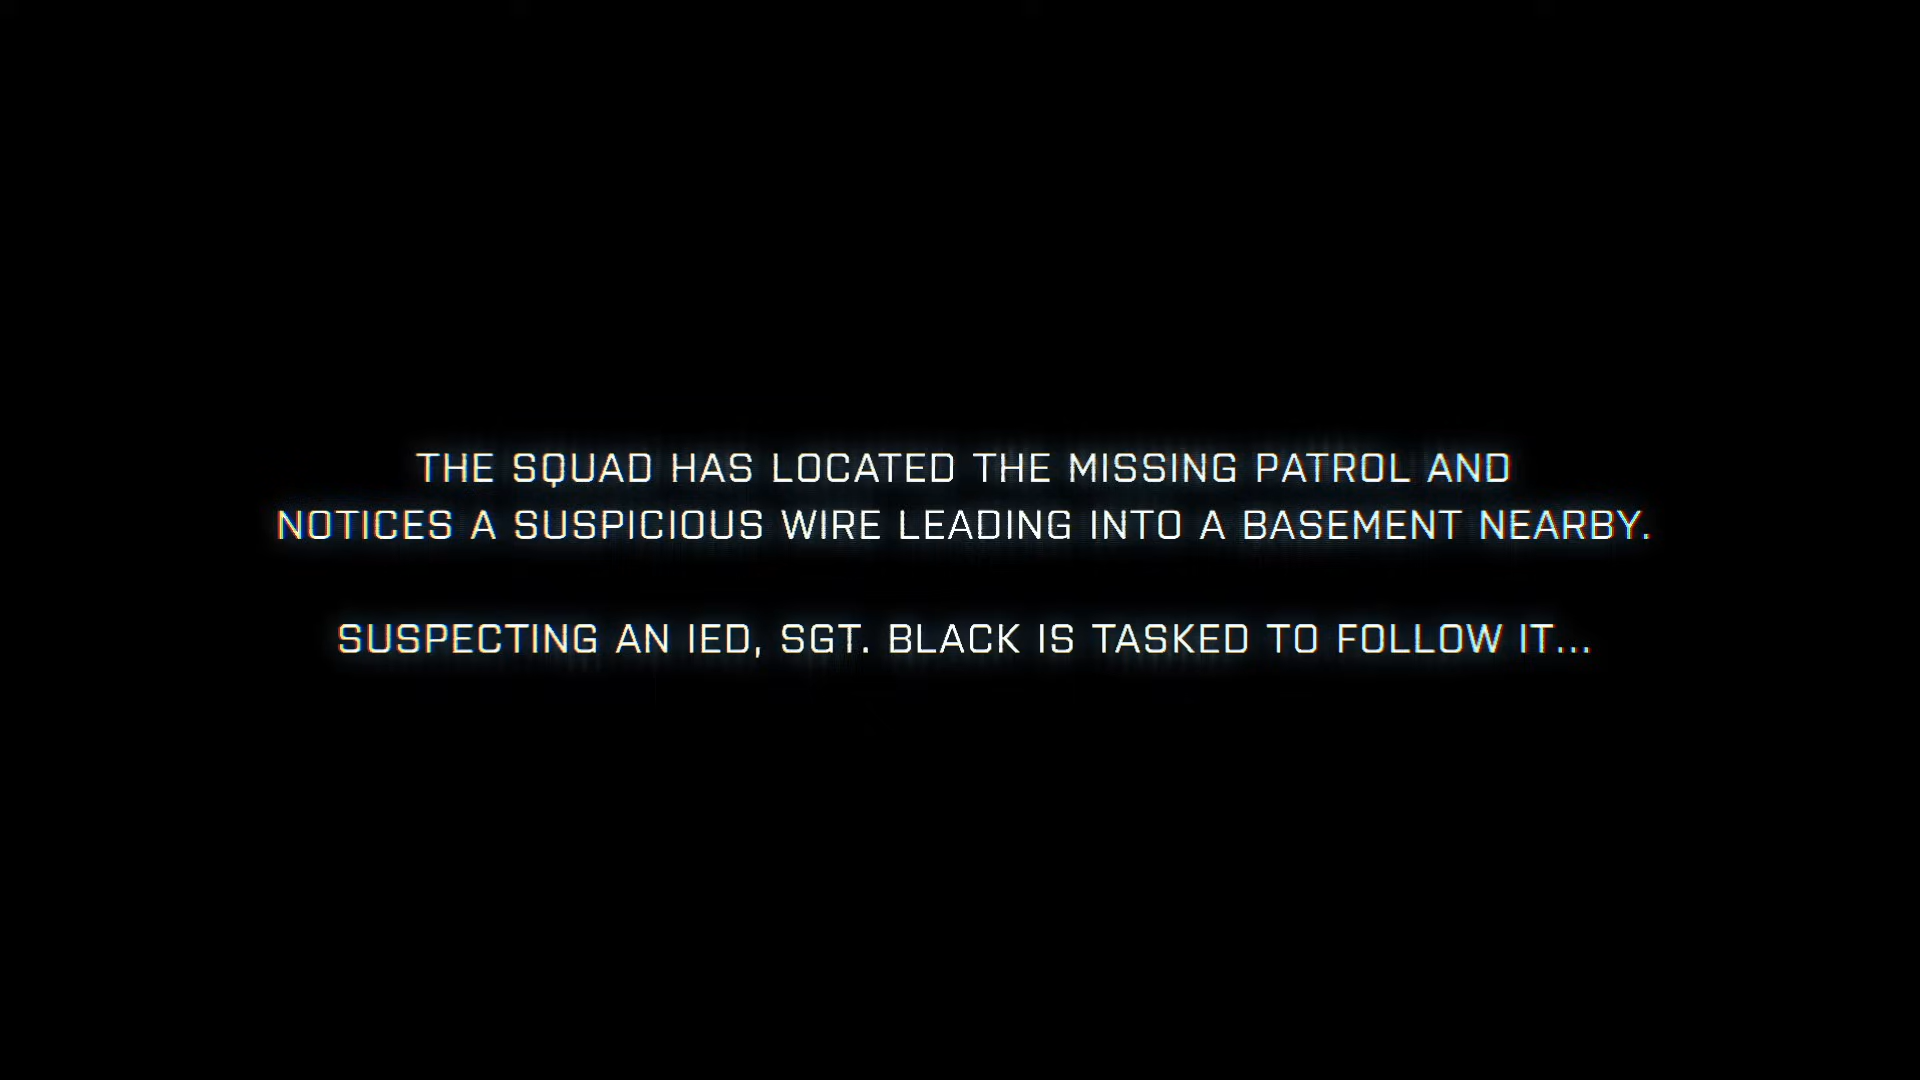 THE SQUAD HAS LOCATED THE MISSING PATROL AND
NOTICES A SUSPICIOUS WIRE LEADING INTO A BASEMENT NEARBY.
SUSPECTING AN IED, SGT. BLACK IS TASKED TO FOLLOW IT...